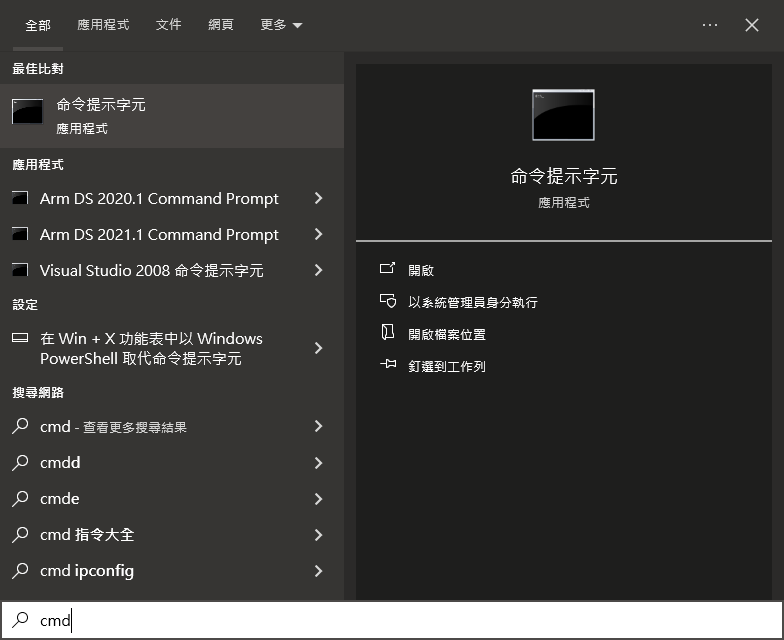 全部 應用程式 文件 網頁 更多
最佳比對
命令提示字元
應用程式
應用程式
Arm DS 2020.1 Command Prompt
Arm DS 2021.1 Command Prompt
Visual Studio 2008 命令提示字元
設定
在 Win + X 功能表中以 Windows
PowerShell 取代命令提示字元
搜尋網路
cmd - 查看更多搜尋結果
cmdd
cmde
cmd 指令大全
cmd ipconfig
cmd
命令提示字元
應用程式
開啟
以系統管理員身分執行
開啟檔案位置
釘選到工作列